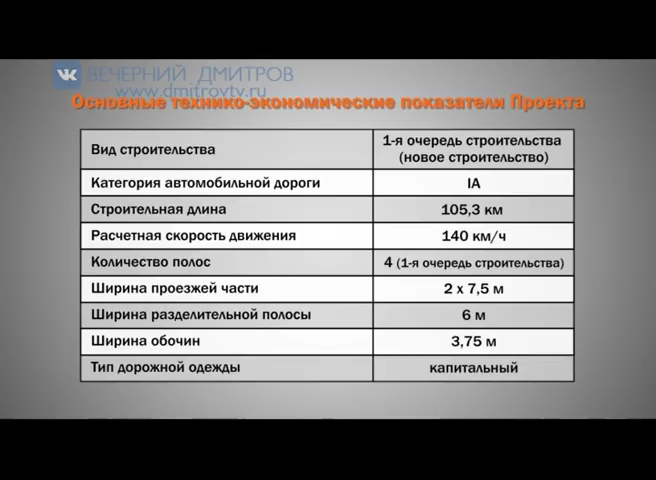 ВЕЧЕРНИЙ ДМИТРОВ
www.dmitrovtv.ru
Основные технико-экономические показатели Проекта
Вид строительства
1-я очередь строительства
(новое строительство)
Категория автомобильной дороги
IA
Строительная длина
105,3 км
Расчетная скорость движения
140 км/ч
Количество полос
4 (1-я очередь строительства)
Ширина проезжей части
2 x 7,5 м
Ширина разделительной полосы
6 м
Ширина обочин
3,75 м
Тип дорожной одежды
капитальный